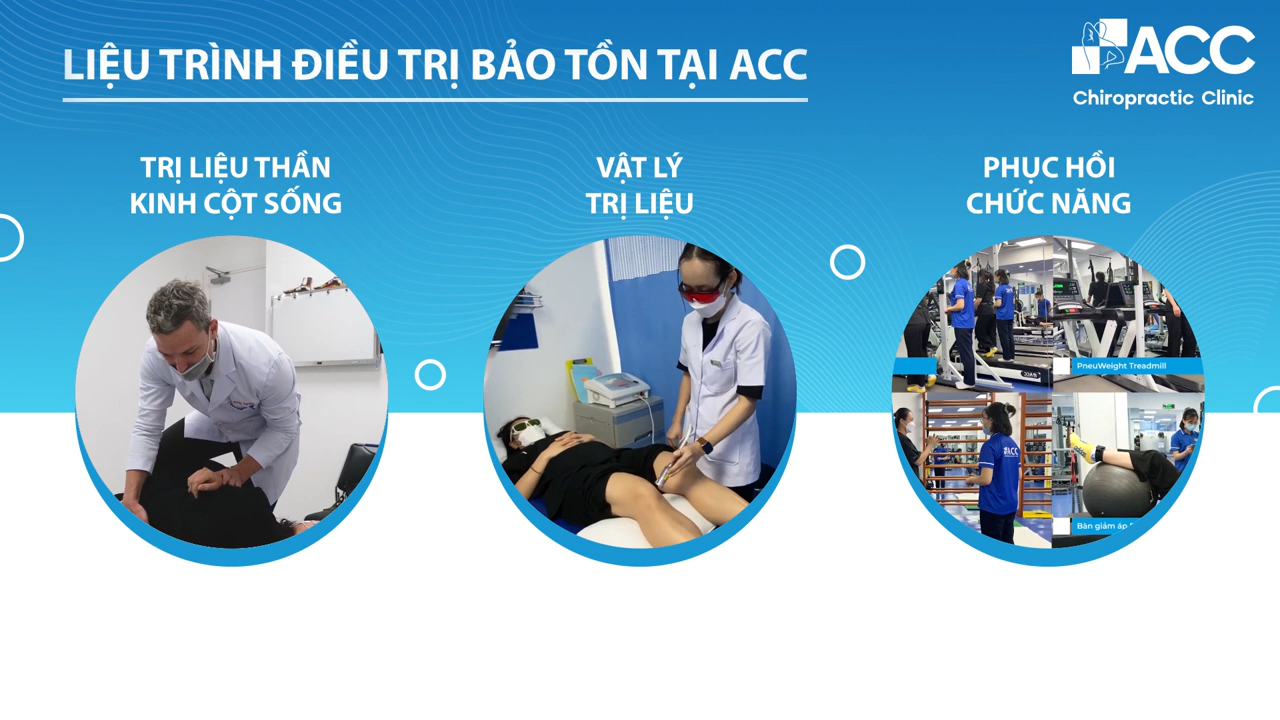 LIỆU TRÌNH ĐIỀU TRỊ BẢO TỒN TẠI ACC
ACC
Chiropractic Clinic
TRỊ LIỆU THẦN
KINH CỘT SỐNG
VẬT LÝ
TRỊ LIỆU
PHỤC HỒI
CHỨC NĂNG
PneuWeight Treadmill
ACC
Bàn giảm áp